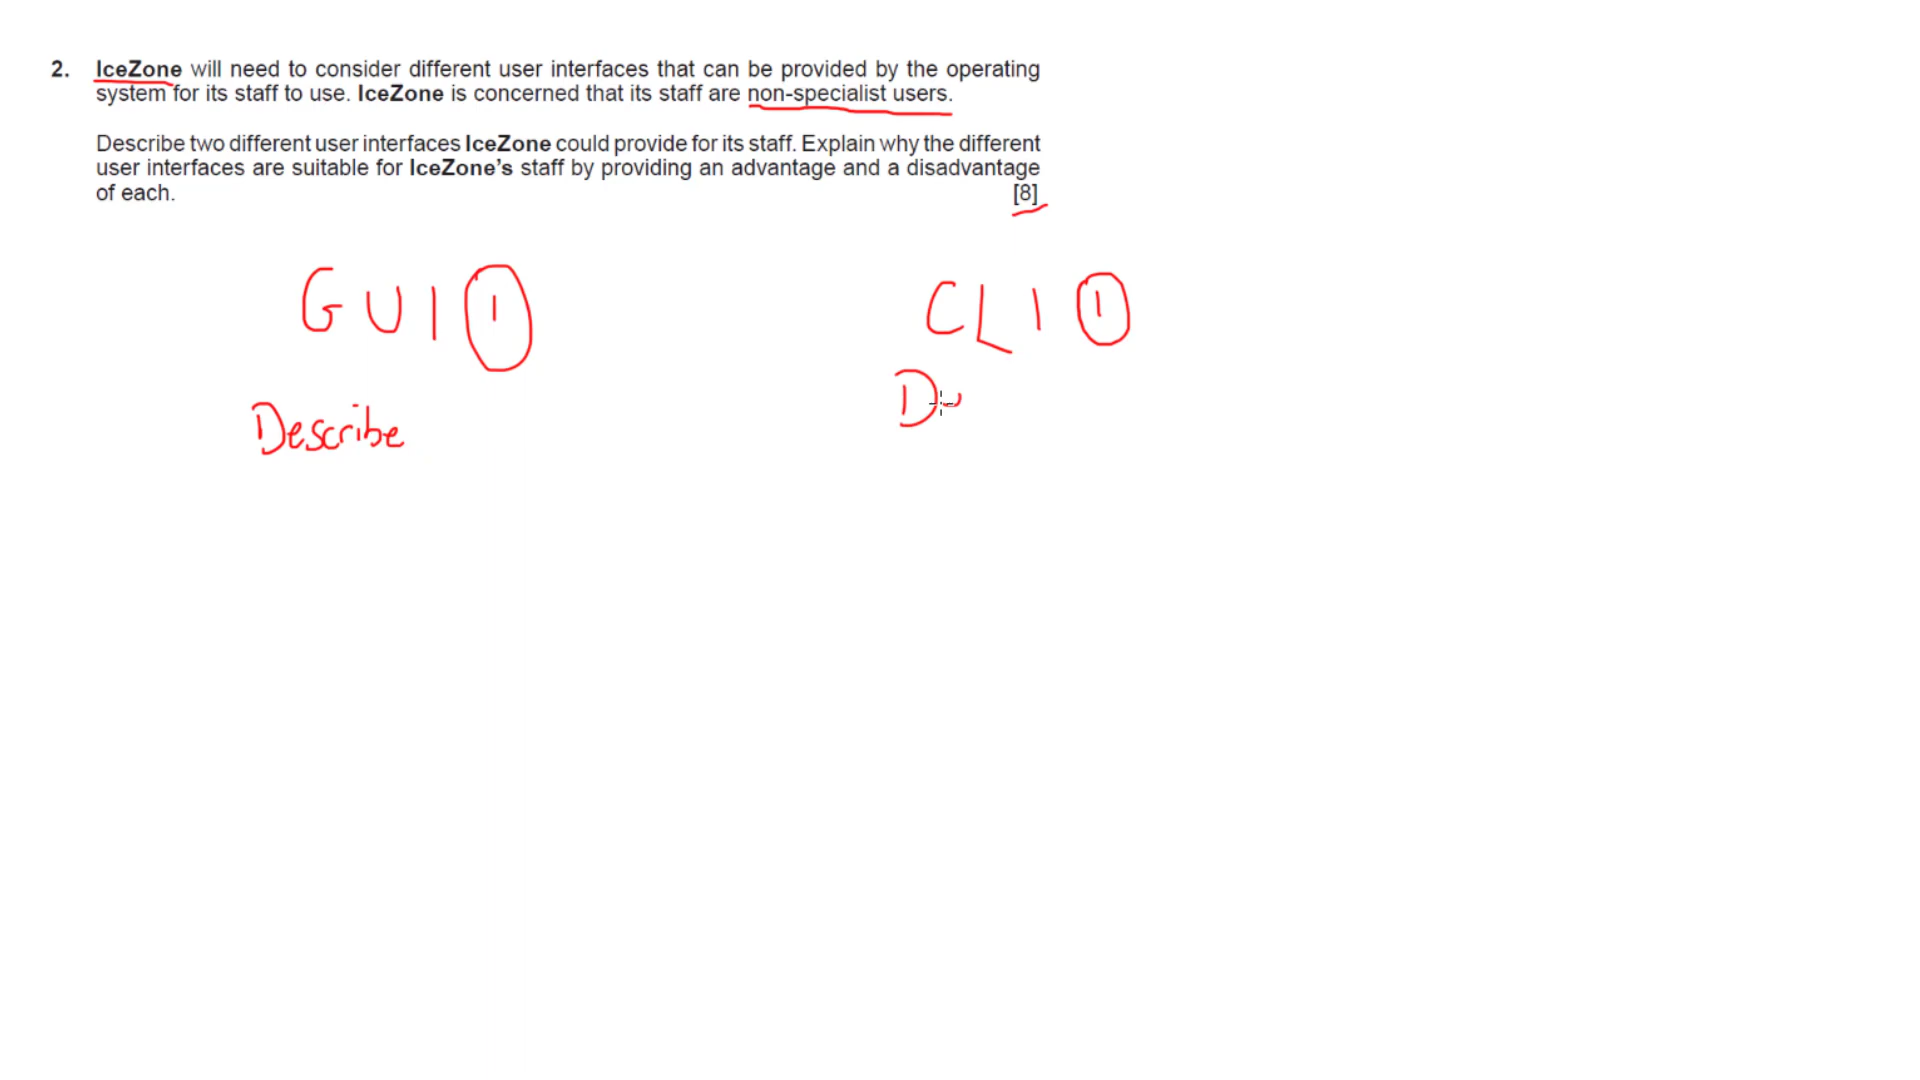 2. IceZone will need to consider different user interfaces that can be provided by the operating
system for its staff to use. IceZone is concerned that its staff are non-specialist users.
Describe two different user interfaces IceZone could provide for its staff. Explain why the different
user interfaces are suitable for IceZone's staff by providing an advantage and a disadvantage
of each. [8]
GUI 1
CLI 1
Describe
D